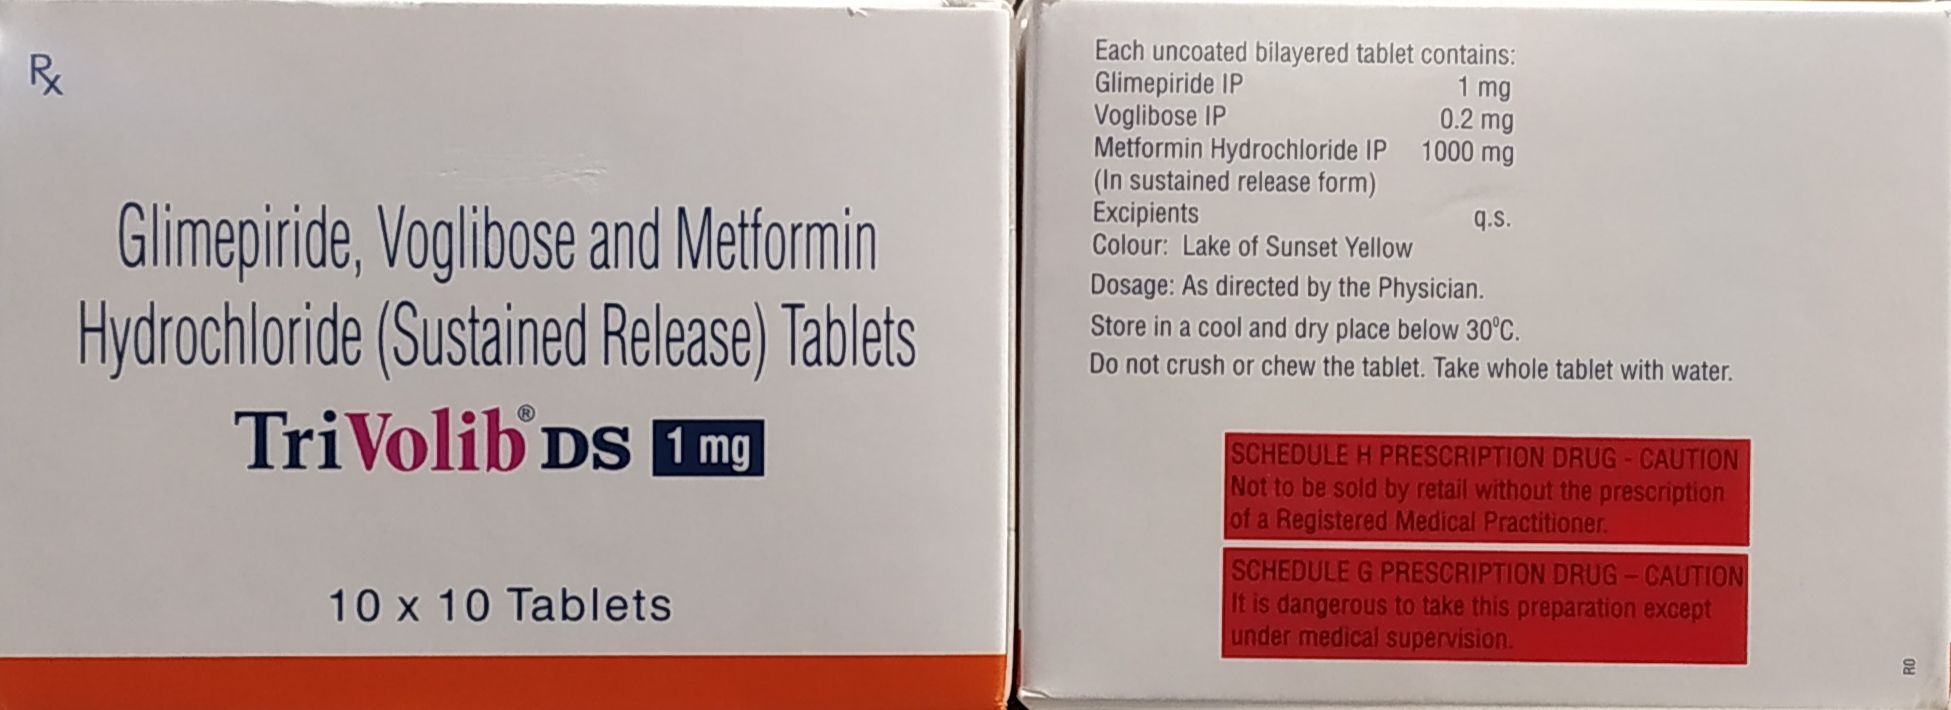 Rx
Glimepiride, Voglibose and Metformin
Hydrochloride (Sustained Release) Tablets
TriVolib® DS 1 mg
10 x 10 Tablets
Each uncoated bilayered tablet contains:
Glimepiride IP 1 mg
Voglibose IP 0.2 mg
Metformin Hydrochloride IP 1000 mg
(In sustained release form)
Excipients q.s.
Colour: Lake of Sunset Yellow
Dosage: As directed by the Physician.
Store in a cool and dry place below 30⁰C.
Do not crush or chew the tablet. Take whole tablet with water.
SCHEDULE H PRESCRIPTION DRUG - CAUTION
Not to be sold by retail without the prescription
of a Registered Medical Practitioner.
SCHEDULE G PRESCRIPTION DRUG – CAUTION
It is dangerous to take this preparation except
under medical supervision.
R0